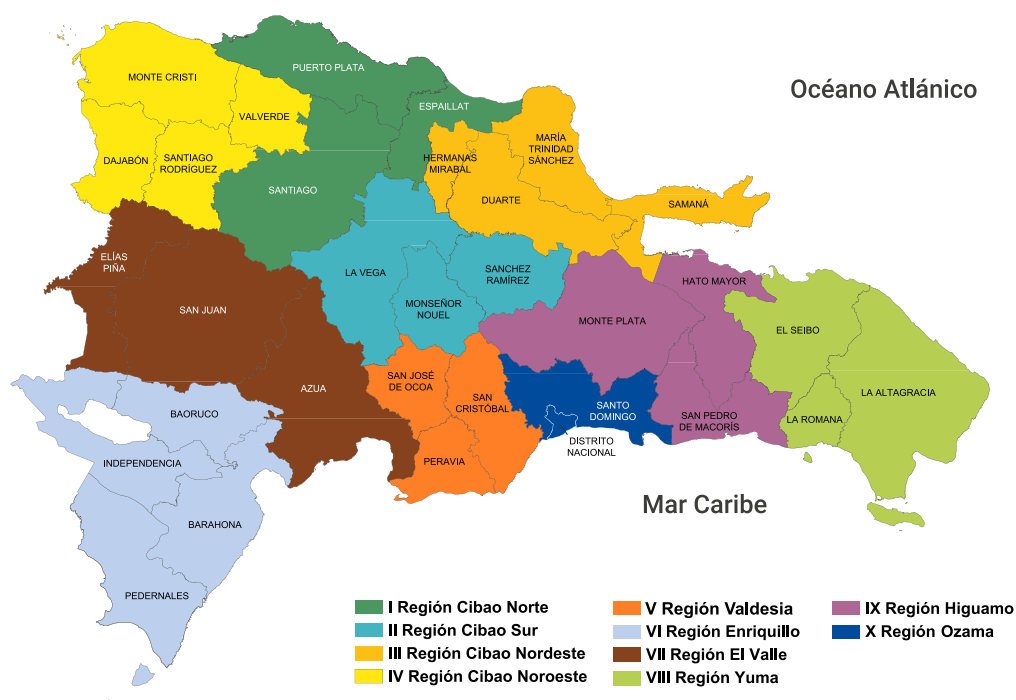 PUERTO PLATA
MONTE CRISTI
Océano Atlánico
ESPAILLAT
VALVERDE
MARÍA
TRINIDAD
SÁNCHEZ
DAJABÓN
SANTIAGO
RODRÍGUEZ
HERMANAS
MIRABAL
SANTIAGO
DUARTE
SAMANÁ
ELÍAS
PIÑA
LA VEGA
SANCHEZ
RAMÍREZ
HATO MAYOR
SAN JUAN
MONSEÑOR
NOUEL
MONTE PLATA
EL SEIBO
SAN JOSÉ
DE OCOA
AZUA
LA ALTAGRACIA
SAN
CRISTÓBAL
SANTO
DOMINGO
BAORUCO
SAN PEDRO
DE MACORÍS
LA ROMANA
DISTRITO
NACIONAL
INDEPENDENCIA
PERAVIA
Mar Caribe
BARAHONA
PEDERNALES
I Región Cibao Norte
II Región Cibao Sur
III Región Cibao Nordeste
IV Región Cibao Noroeste
V Región Valdesia
VI Región Enriquillo
VII Región El Valle
VIII Región Yuma
IX Región Higuamo
X Región Ozama